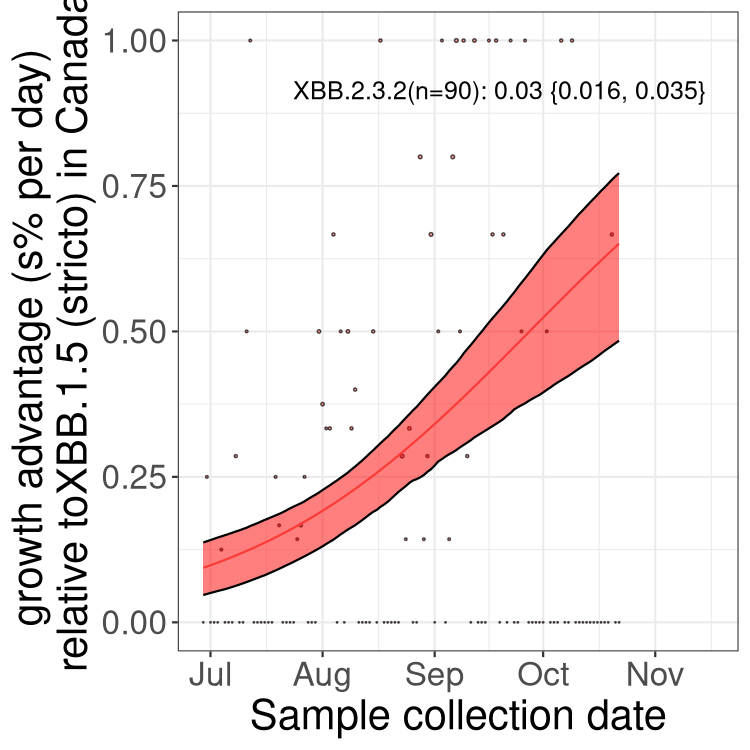 growth advantage (s% per day)
relative toXBB.1.5 (stricto) in Canada
1.00
0.75
0.50
0.25
0.00
XBB.2.3.2(n=90): 0.03 {0.016, 0.035}
Jul Aug Sep Oct Nov
Sample collection date